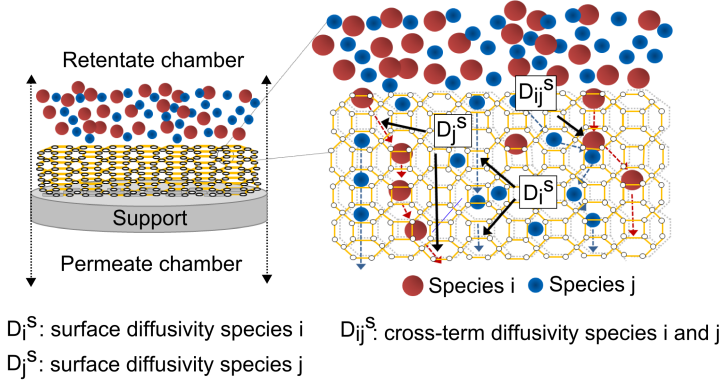 Retentate chamber
Support
Permeate chamber
Dᵢˢ: surface diffusivity species i
Dⱼˢ: surface diffusivity species j
Dᵢⱼˢ
Dⱼˢ
Dᵢˢ
Species i
Species j
Dᵢⱼˢ: cross-term diffusivity species i and j